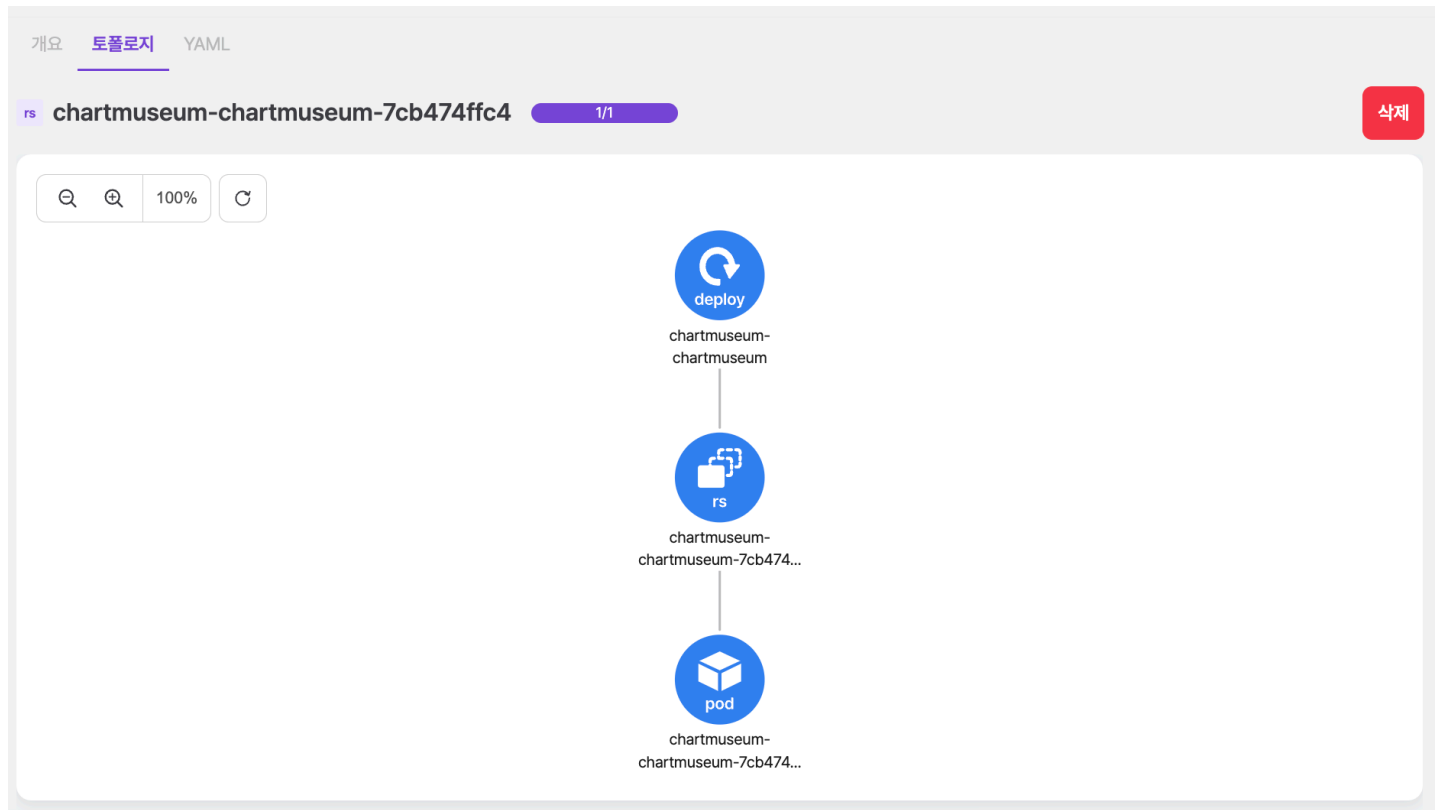 개요 토폴로지 YAML
rs chartmuseum-chartmuseum-7cb474ffc4 1/1 삭제
100%
deploy
chartmuseum-
chartmuseum
rs
chartmuseum-
chartmuseum-7cb474...
pod
chartmuseum-
chartmuseum-7cb474...